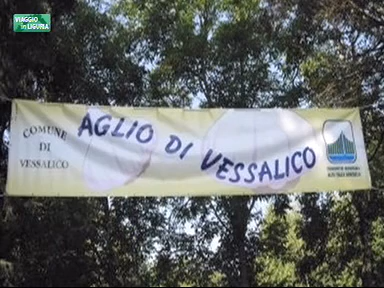 VIAGGIO
in LIGURIA
COMUNE
DI
VESSALICO
AGLIO DI VESSALICO